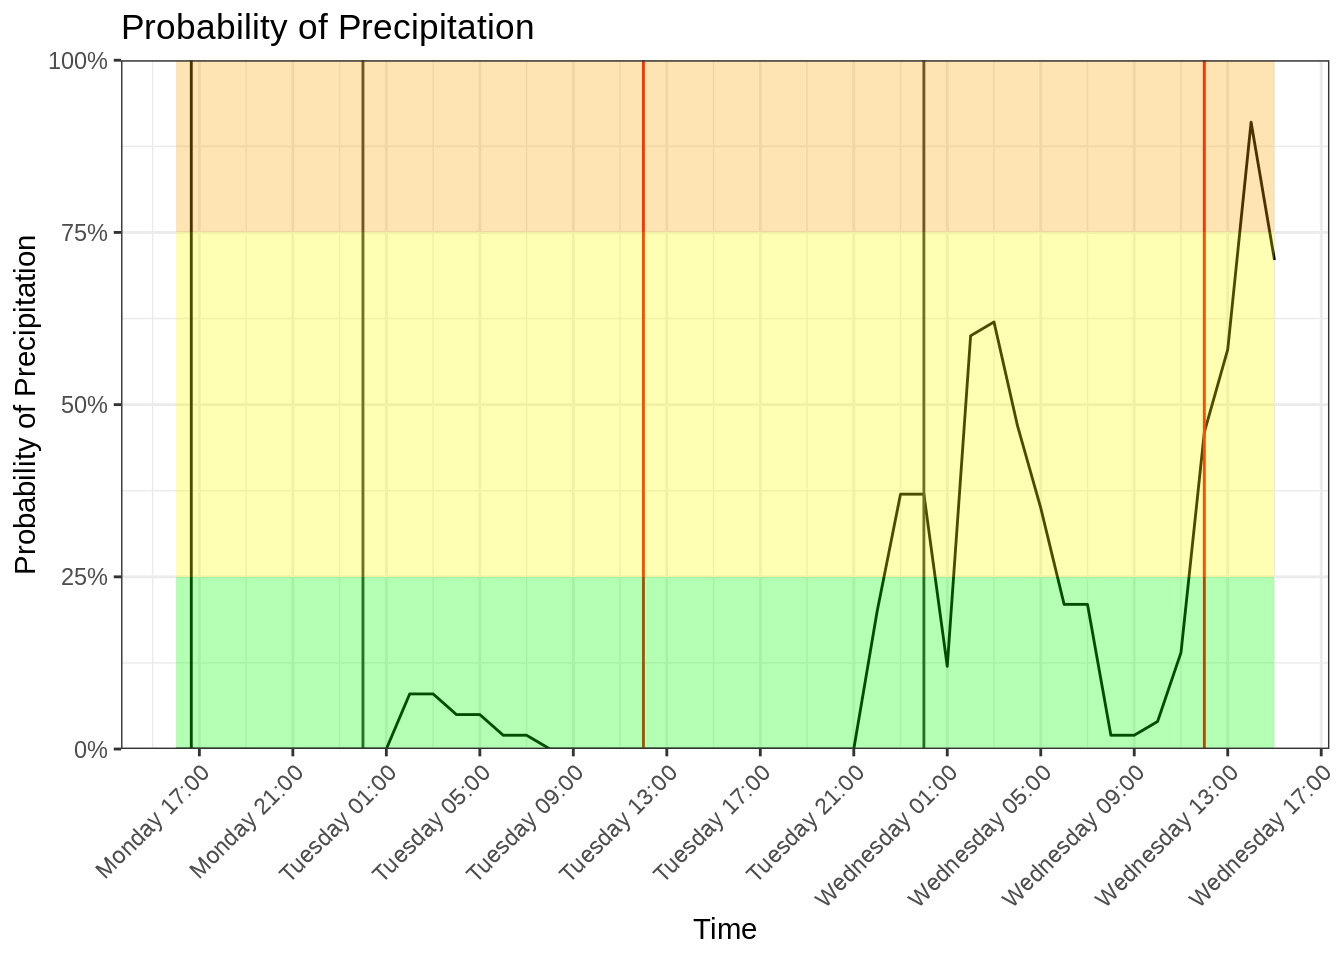 Probability of Precipitation
Probability of Precipitation
100%
75%
50%
25%
0%
Monday 17:00
Monday 21:00
Tuesday 01:00
Tuesday 05:00
Tuesday 09:00
Tuesday 13:00
Tuesday 17:00
Tuesday 21:00
Wednesday 01:00
Wednesday 05:00
Wednesday 09:00
Wednesday 13:00
Wednesday 17:00
Time